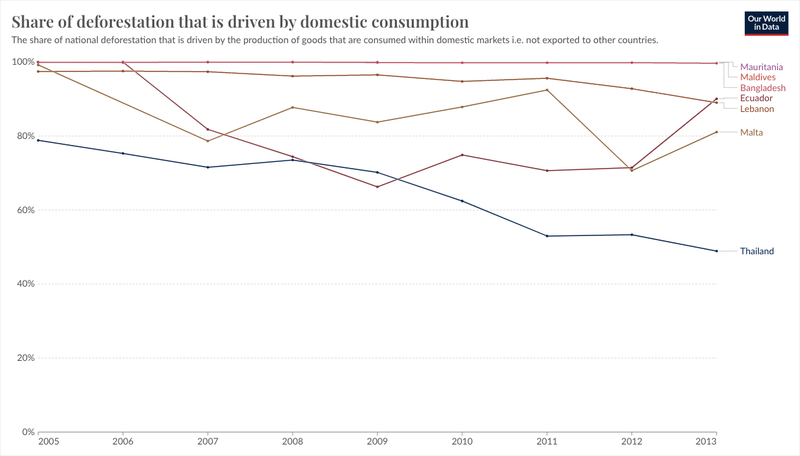 Share of deforestation that is driven by domestic consumption
Our World
in Data
The share of national deforestation that is driven by the production of goods that are consumed within domestic markets i.e. not exported to other countries.
100%
80%
60%
40%
20%
0%
Mauritania
Maldives
Bangladesh
Ecuador
Lebanon
Malta
Thailand
2005 2006 2007 2008 2009 2010 2011 2012 2013